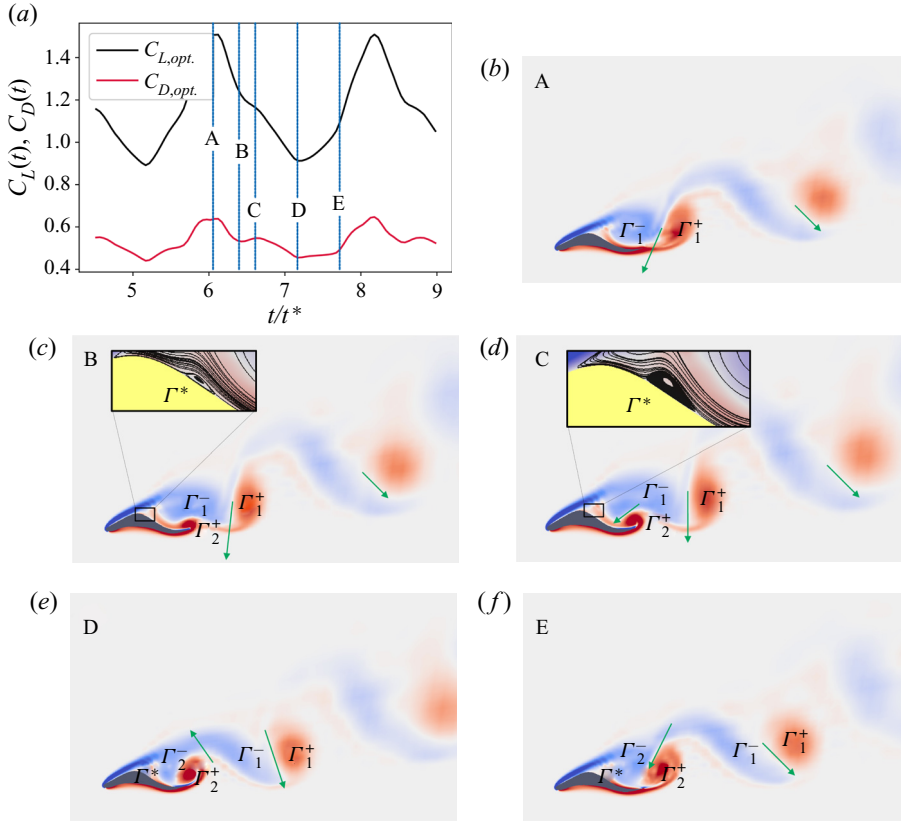 (a)
C_L(t), C_D(t)
1.4
1.2
1.0
0.8
0.6
0.4
C_{L,opt.}
C_{D,opt.}
A
B
C
D
E
5
6
7
8
9
t/t*
(b)
A
Γ_1^-
Γ_1^+
(c)
B
Γ*
Γ_1^-
Γ_1^+
Γ_2^+
(d)
C
Γ*
Γ_1^-
Γ_1^+
Γ_2^+
(e)
D
Γ_2^-
Γ_1^-
Γ_1^+
Γ*
Γ_2^+
(f)
E
Γ_2^-
Γ_1^-
Γ_1^+
Γ*
Γ_2^+